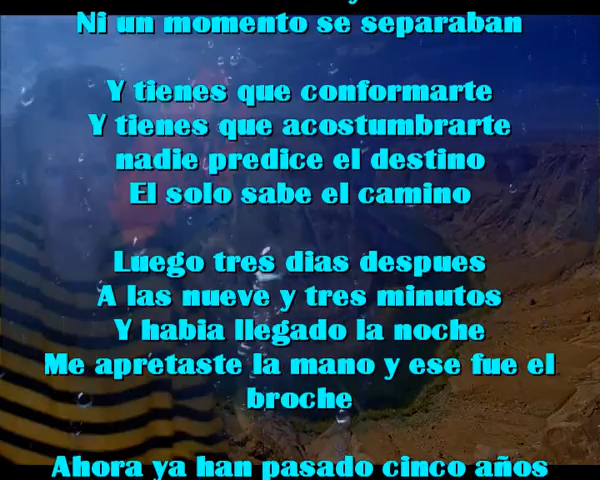 Ni un momento se separaban
Y tienes que conformarte
Y tienes que acostumbrarte
nadie predice el destino
El solo sabe el camino
Luego tres dias despues
A las nueve y tres minutos
Y habia llegado la noche
Me apretaste la mano y ese fue el
broche
Ahora ya han pasado cinco años